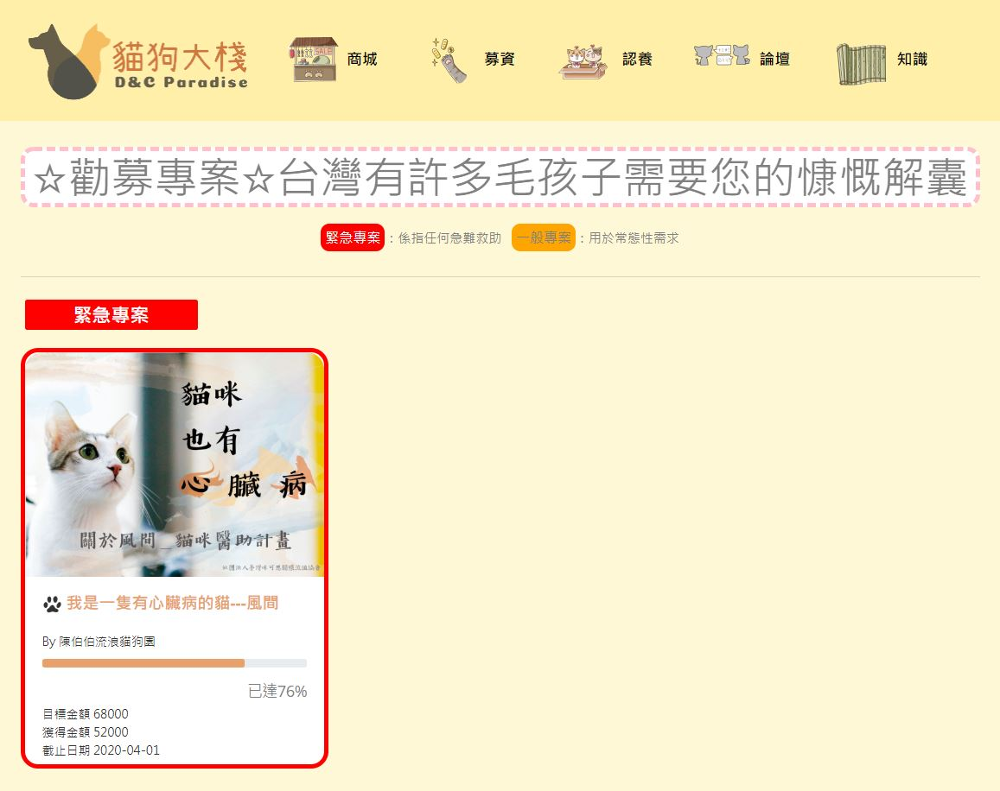 貓狗大棧
D&C Paradise
SALE
商城
募資
認養
論壇
知識
☆勸募專案☆台灣有許多毛孩子需要您的慷慨解囊
緊急專案：係指任何急難救助 一般專案：用於常態性需求
緊急專案
貓咪
也有
心臟病
關於風間_貓咪醫助計畫
我是一隻有心臟病的貓---風間
By 陳伯伯流浪貓狗園
已達76%
目標金額 68000
獲得金額 52000
截止日期 2020-04-01